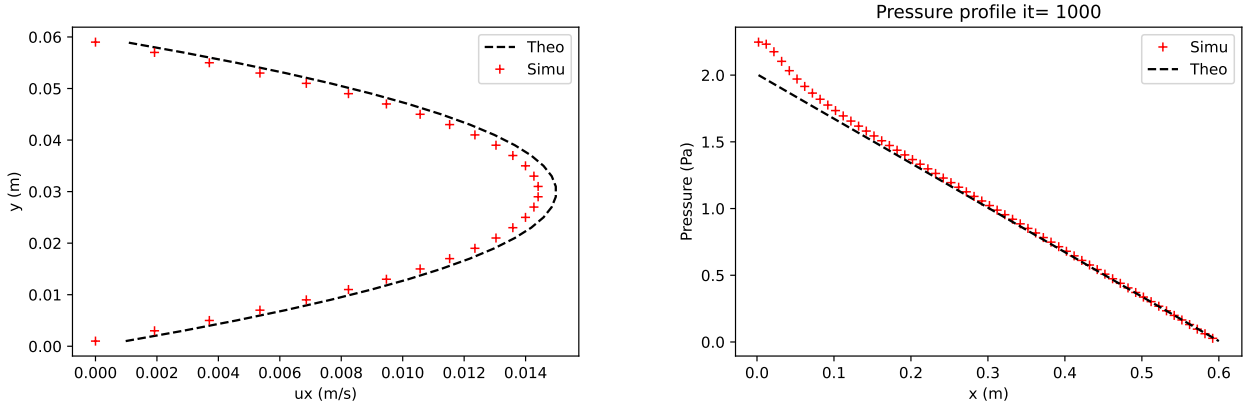 0.06
0.05
0.04
0.03
0.02
0.01
0.00
y (m)
0.000 0.002 0.004 0.006 0.008 0.010 0.012 0.014
ux (m/s)
Theo
Simu
Pressure profile it= 1000
2.0
1.5
1.0
0.5
0.0
Pressure (Pa)
0.0 0.1 0.2 0.3 0.4 0.5 0.6
x (m)
Simu
Theo